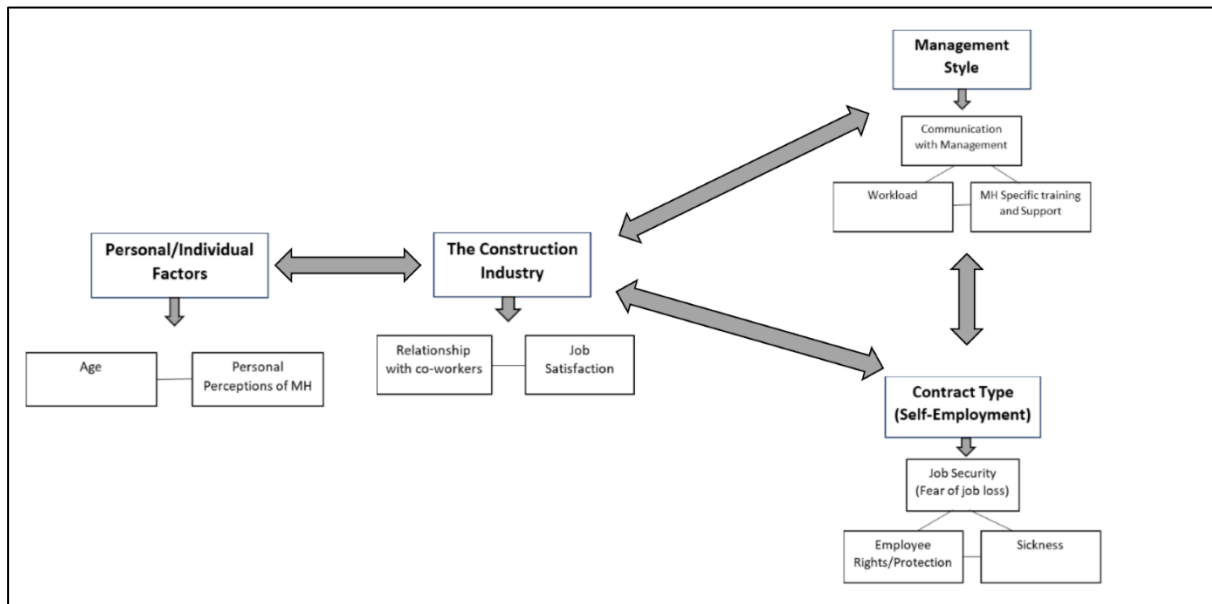 Management
Style
Communication
with Management
Workload
MH Specific training
and Support
Personal/Individual
Factors
The Construction
Industry
Age
Personal
Perceptions of MH
Relationship
with co-workers
Job
Satisfaction
Contract Type
(Self-Employment)
Job Security
(Fear of job loss)
Employee
Rights/Protection
Sickness